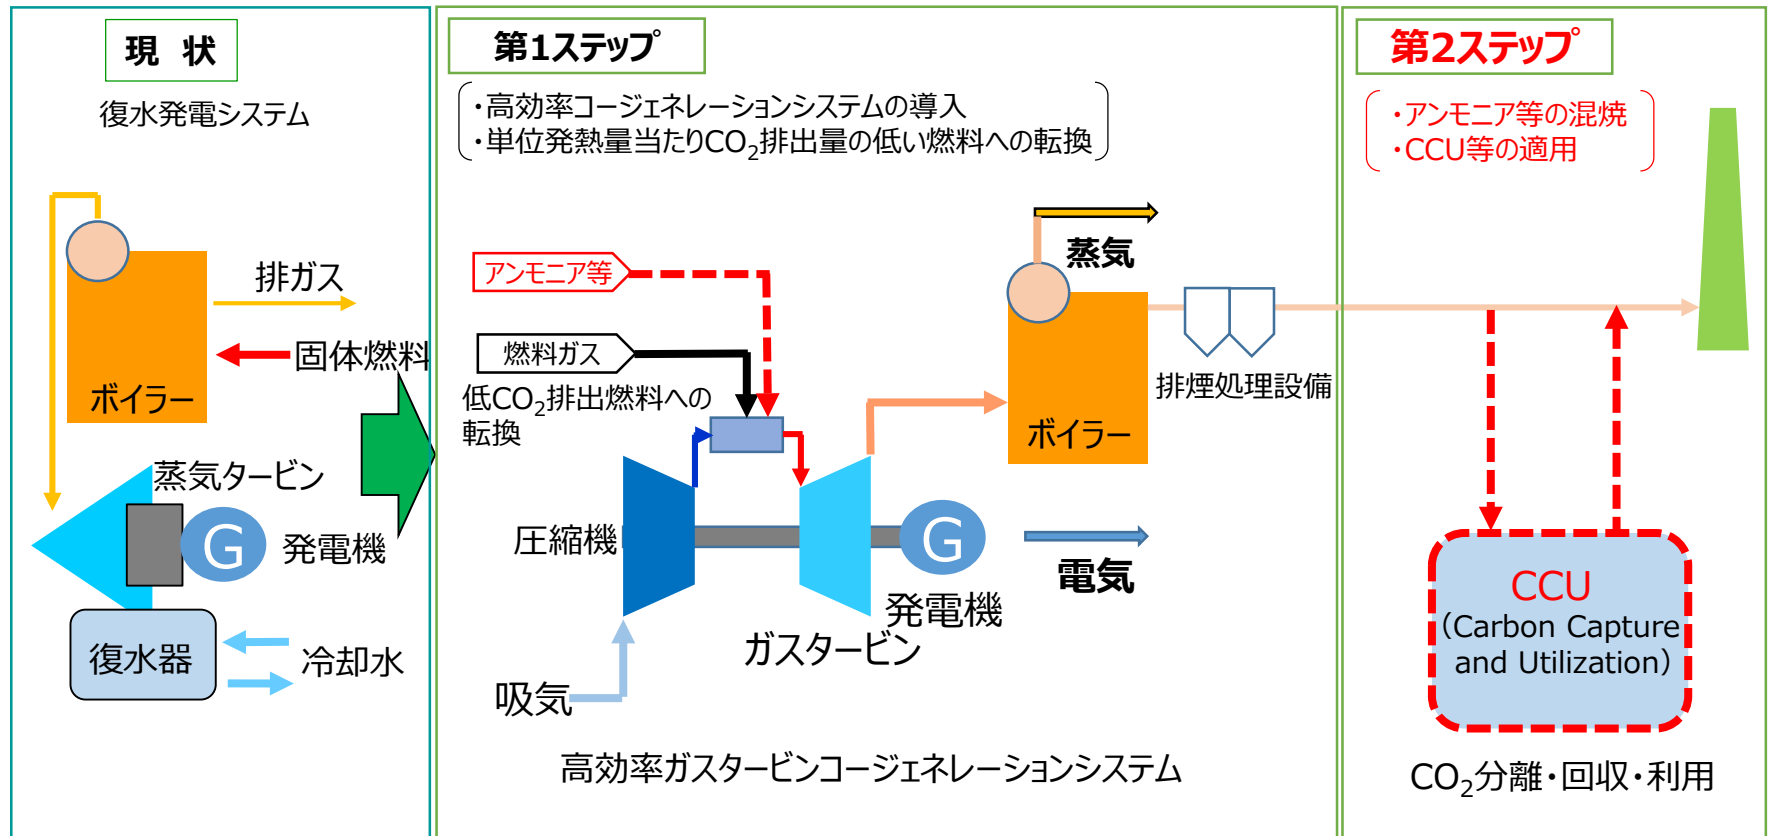 現 状
復水発電システム
排ガス
固体燃料
ボイラー
蒸気タービン
G
発電機
復水器
冷却水
第1ステップ
・高効率コージェネレーションシステムの導入
・単位発熱量当たりCO₂排出量の低い燃料への転換
アンモニア等
燃料ガス
低CO₂排出燃料への
転換
圧縮機
吸気
ガスタービン
G
発電機
蒸気
ボイラー
電気
排煙処理設備
高効率ガスタービンコージェネレーションシステム
第2ステップ
・アンモニア等の混焼
・CCU等の適用
CCU
(Carbon Capture
and Utilization)
CO₂分離・回収・利用